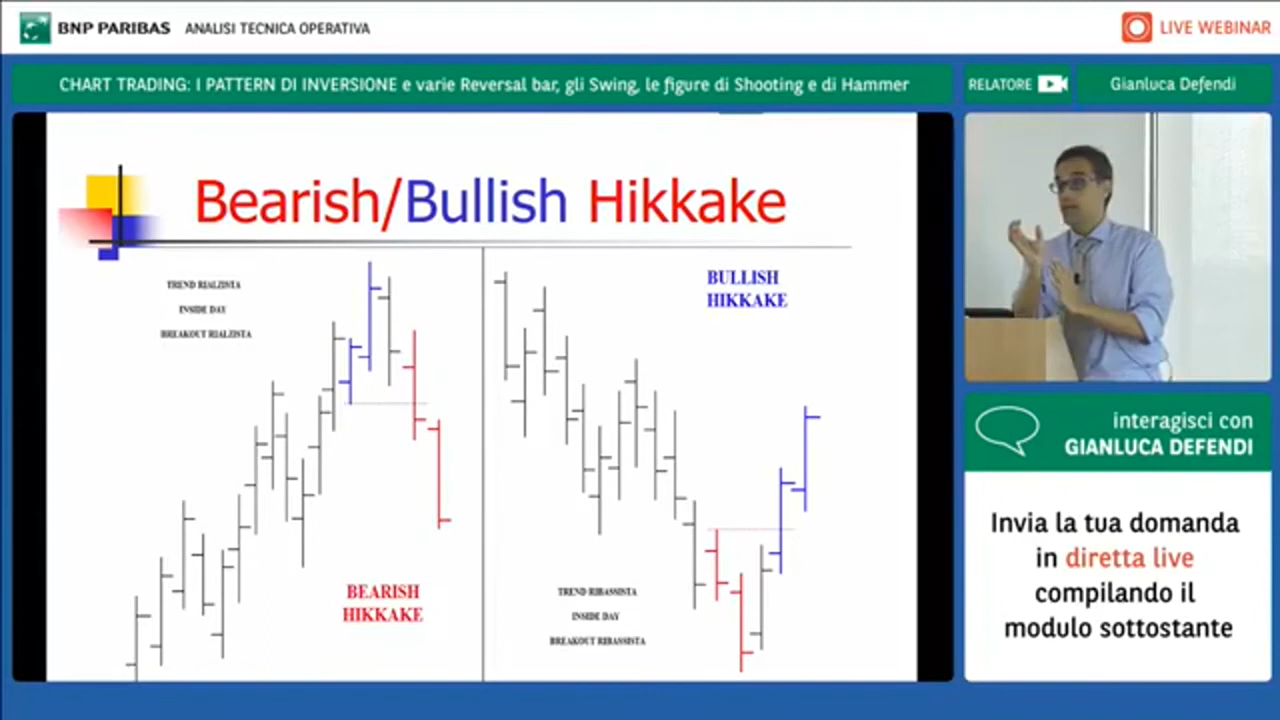 BNP PARIBAS ANALISI TECNICA OPERATIVA
LIVE WEBINAR
CHART TRADING: I PATTERN DI INVERSIONE e varie Reversal bar, gli Swing, le figure di Shooting e di Hammer
RELATORE
Gianluca Defendi
Bearish/Bullish Hikkake
TREND RIALZISTA
INSIDE DAY
BREAKOUT RIALZISTA
BEARISH
HIKKAKE
BULLISH
HIKKAKE
TREND RIBASSISTA
INSIDE DAY
BREAKOUT RIBASSISTA
interagisci con
GIANLUCA DEFENDI
Invia la tua domanda
in diretta live
compilando il
modulo sottostante